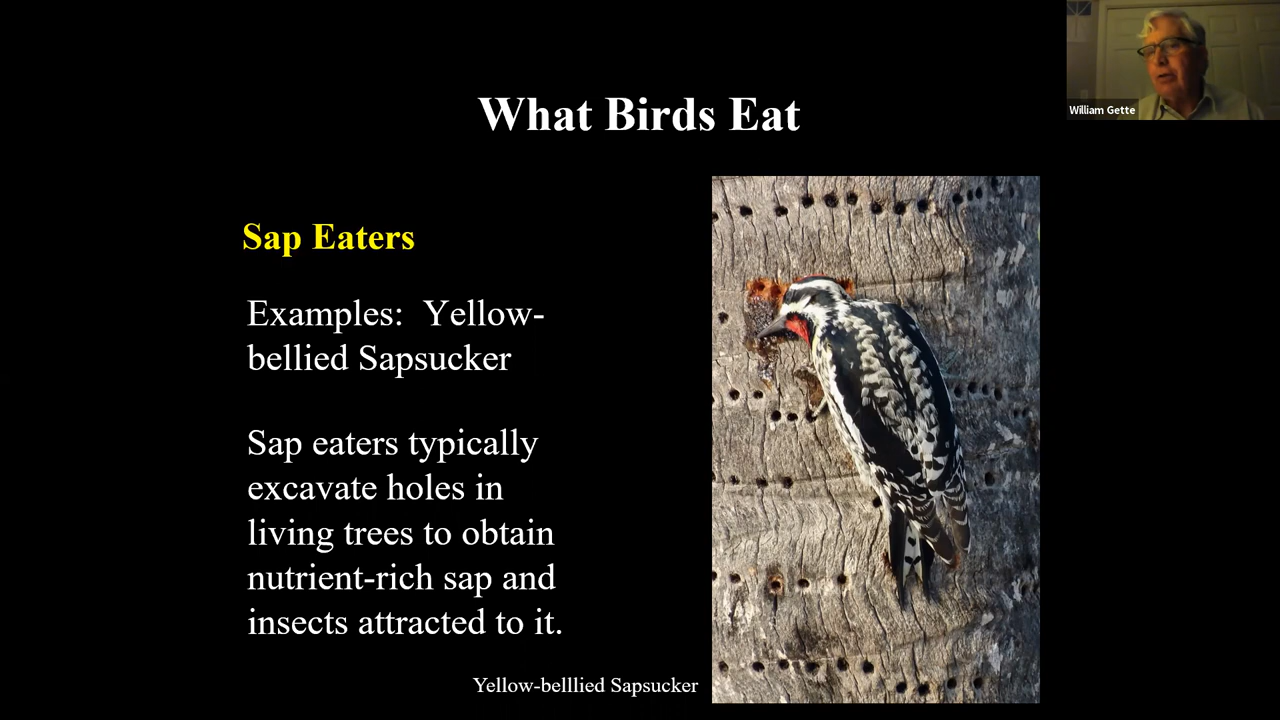 William Gette
What Birds Eat
Sap Eaters
Examples: Yellow-
bellied Sapsucker
Sap eaters typically
excavate holes in
living trees to obtain
nutrient-rich sap and
insects attracted to it.
Yellow-belllied Sapsucker